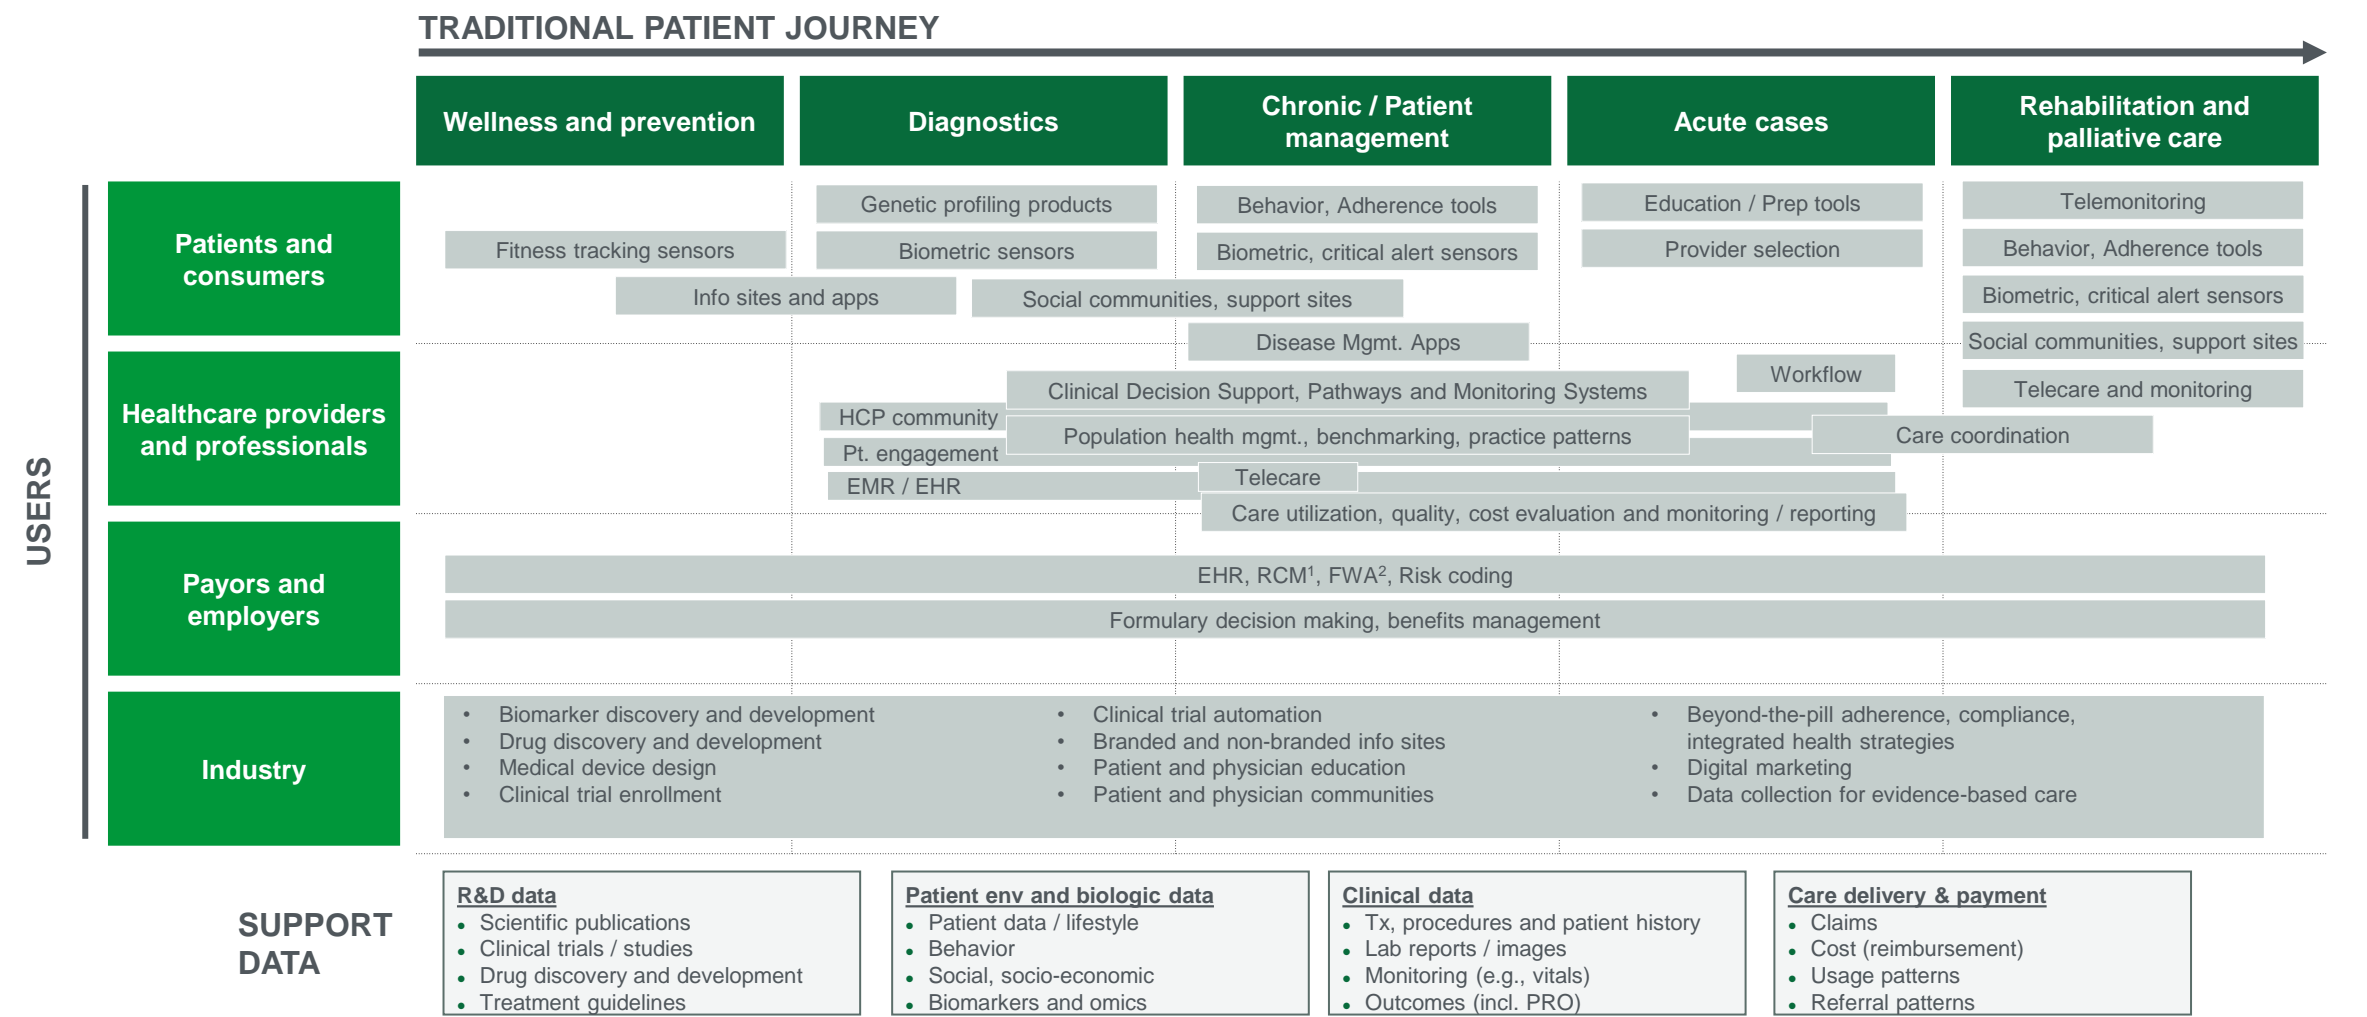 TRADITIONAL PATIENT JOURNEY
Wellness and prevention
Diagnostics
Chronic / Patient
management
Acute cases
Rehabilitation and
palliative care
USERS
Patients and
consumers
Genetic profiling products
Behavior, Adherence tools
Education / Prep tools
Telemonitoring
Fitness tracking sensors
Biometric sensors
Biometric, critical alert sensors
Provider selection
Behavior, Adherence tools
Info sites and apps
Social communities, support sites
Biometric, critical alert sensors
Disease Mgmt. Apps
Social communities, support sites
Healthcare providers
and professionals
Workflow
Clinical Decision Support, Pathways and Monitoring Systems
Telecare and monitoring
HCP community
Population health mgmt., benchmarking, practice patterns
Care coordination
Pt. engagement
Telecare
EMR / EHR
Care utilization, quality, cost evaluation and monitoring / reporting
Payors and
employers
EHR, RCM¹, FWA², Risk coding
Formulary decision making, benefits management
Industry
• Biomarker discovery and development
• Drug discovery and development
• Medical device design
• Clinical trial enrollment
• Clinical trial automation
• Branded and non-branded info sites
• Patient and physician education
• Patient and physician communities
• Beyond-the-pill adherence, compliance,
integrated health strategies
• Digital marketing
• Data collection for evidence-based care
SUPPORT
DATA
R&D data
• Scientific publications
• Clinical trials / studies
• Drug discovery and development
• Treatment guidelines
Patient env and biologic data
• Patient data / lifestyle
• Behavior
• Social, socio-economic
• Biomarkers and omics
Clinical data
• Tx, procedures and patient history
• Lab reports / images
• Monitoring (e.g., vitals)
• Outcomes (incl. PRO)
Care delivery & payment
• Claims
• Cost (reimbursement)
• Usage patterns
• Referral patterns